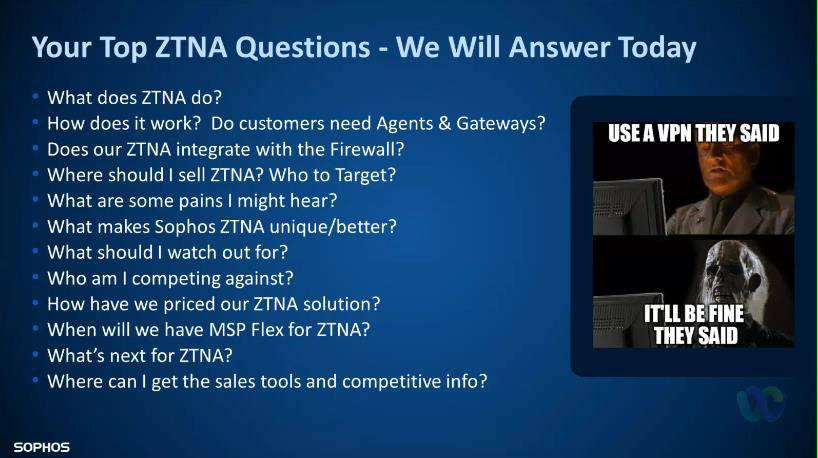 Your Top ZTNA Questions - We Will Answer Today
• What does ZTNA do?
• How does it work?  Do customers need Agents & Gateways?
• Does our ZTNA integrate with the Firewall?
• Where should I sell ZTNA? Who to Target?
• What are some pains I might hear?
• What makes Sophos ZTNA unique/better?
• What should I watch out for?
• Who am I competing against?
• How have we priced our ZTNA solution?
• When will we have MSP Flex for ZTNA?
• What’s next for ZTNA?
• Where can I get the sales tools and competitive info?
USE A VPN THEY SAID
IT'LL BE FINE
THEY SAID
SOPHOS